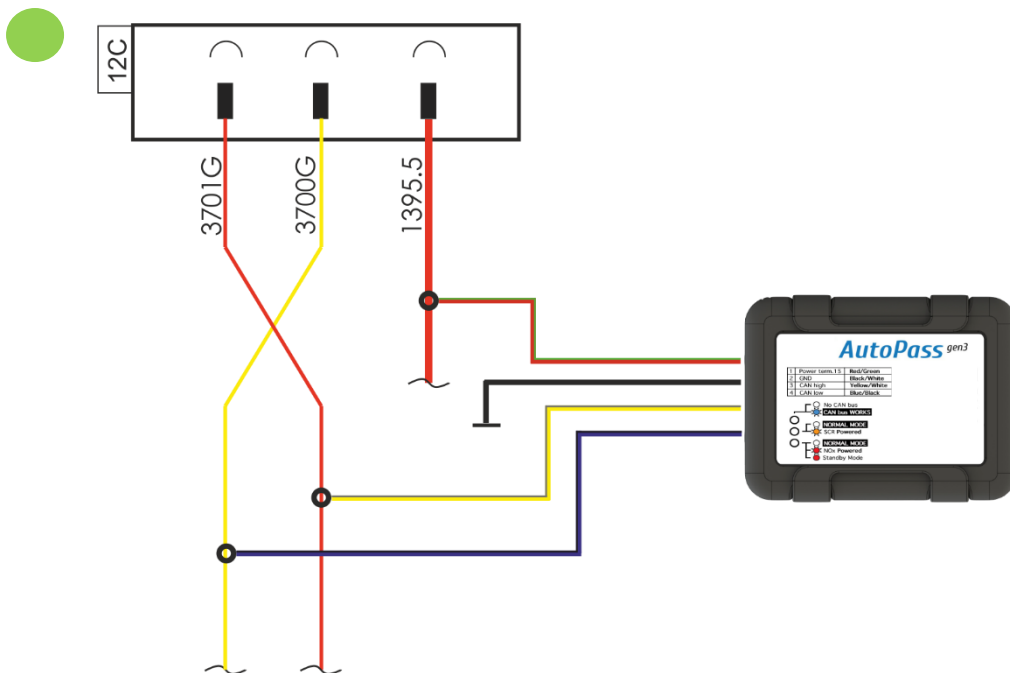 12C
3701G
3700G
1395.5
AutoPass gen3
1 Power term.15 Red/Green
2 GND Black/White
3 CAN high Yellow/White
4 CAN low Blue/Black
No CAN bus
CAN bus WORKS
NORMAL MODE
SCR Powered
NORMAL MODE
NOx Powered
Standby Mode